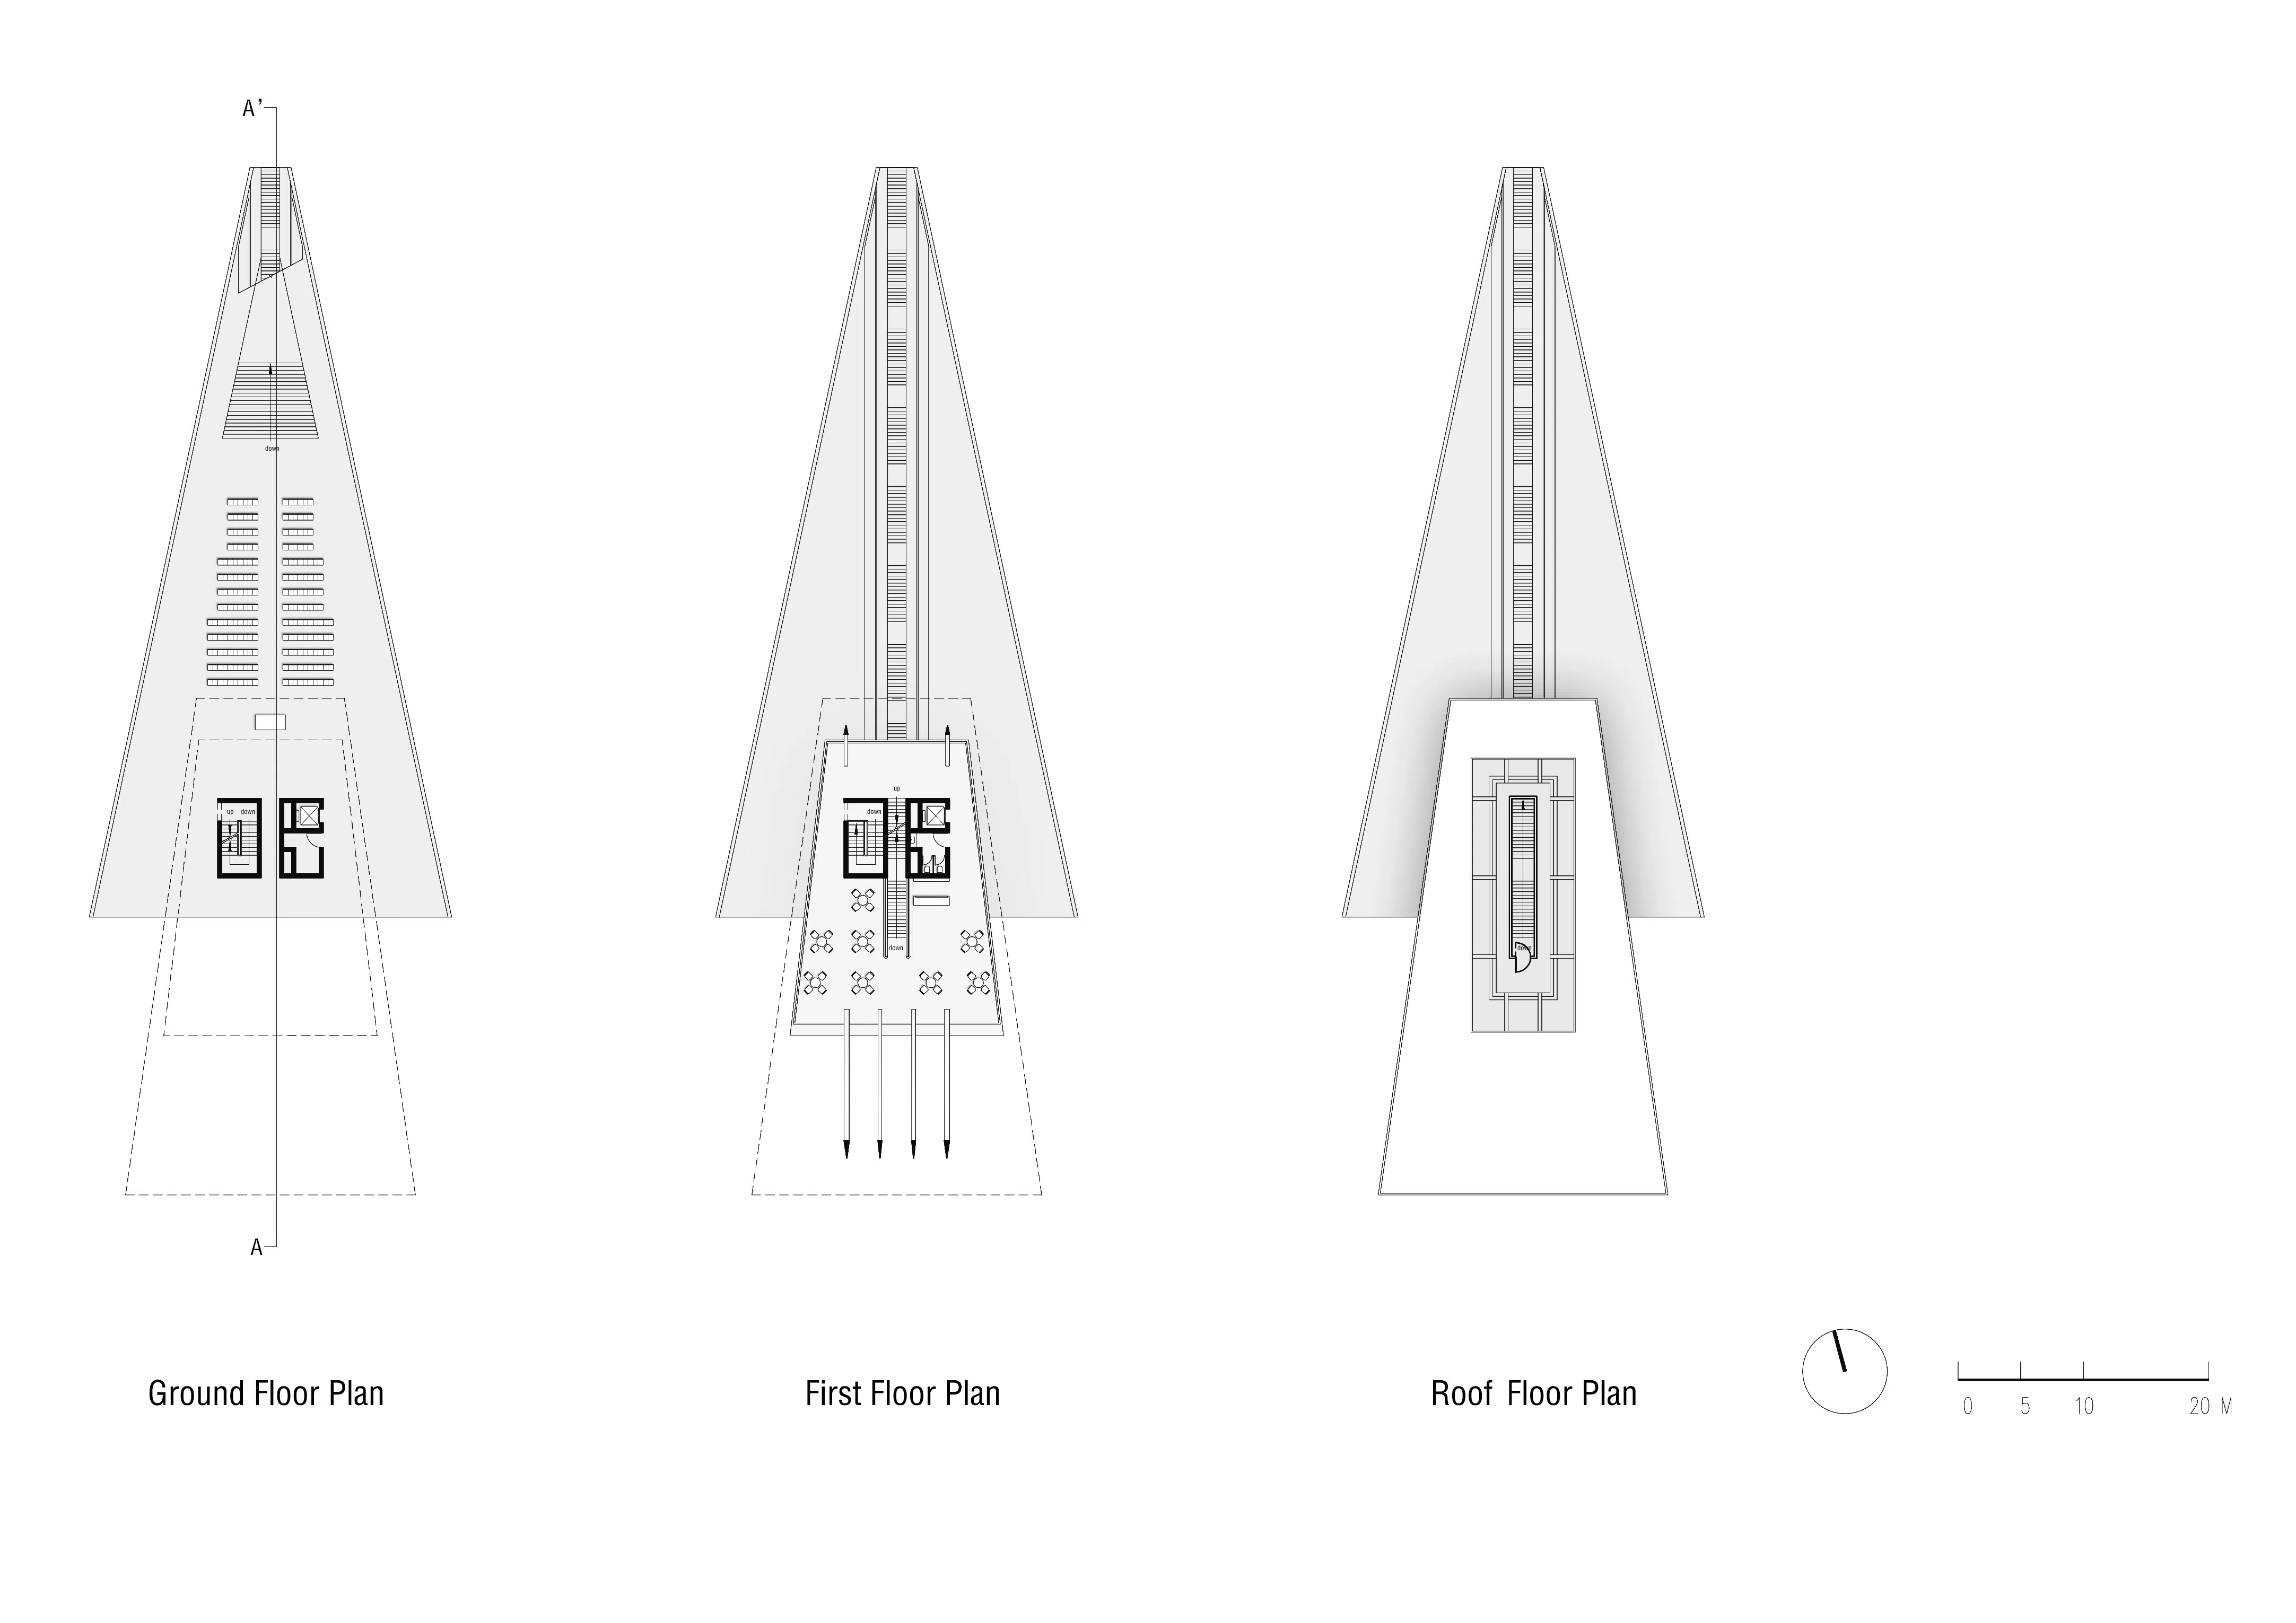 A’
down
up down
A
Ground Floor Plan
up
down
down
First Floor Plan
down
Roof Floor Plan
0 5 10 20 M